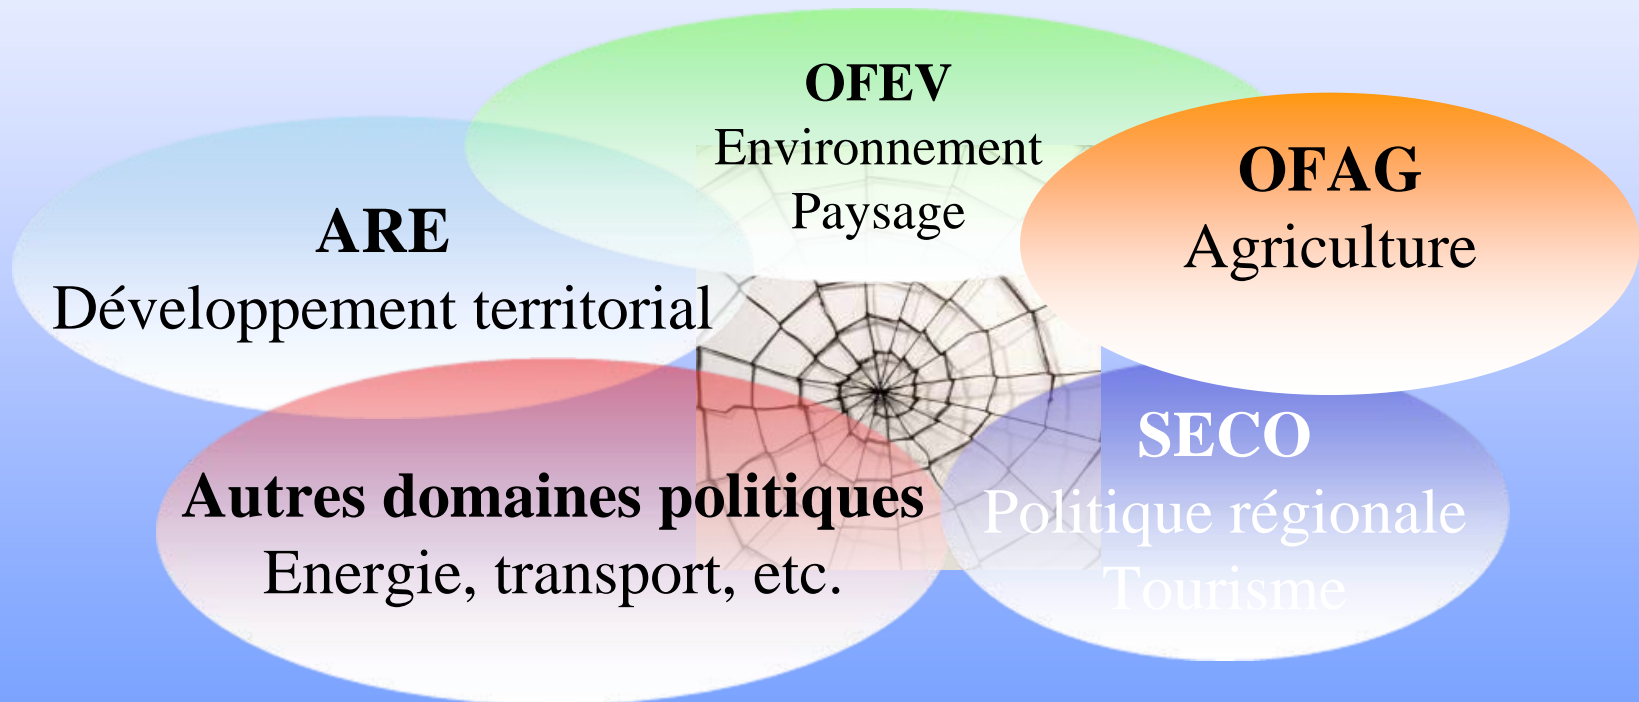 OFEV
Environnement
Paysage
OFAG
Agriculture
ARE
Développement territorial
SECO
Politique régionale
Tourisme
Autres domaines politiques
Energie, transport, etc.